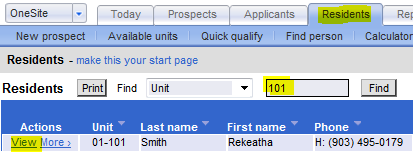 OneSite Today Prospects Applicants Residents
New prospect Available units Quick qualify Find person Calculator
Residents - make this your start page
Residents Print Find Unit 101 Find
Actions Unit Last name First name Phone
View More › 01-101 Smith Rekeatha H: (903) 495-0179